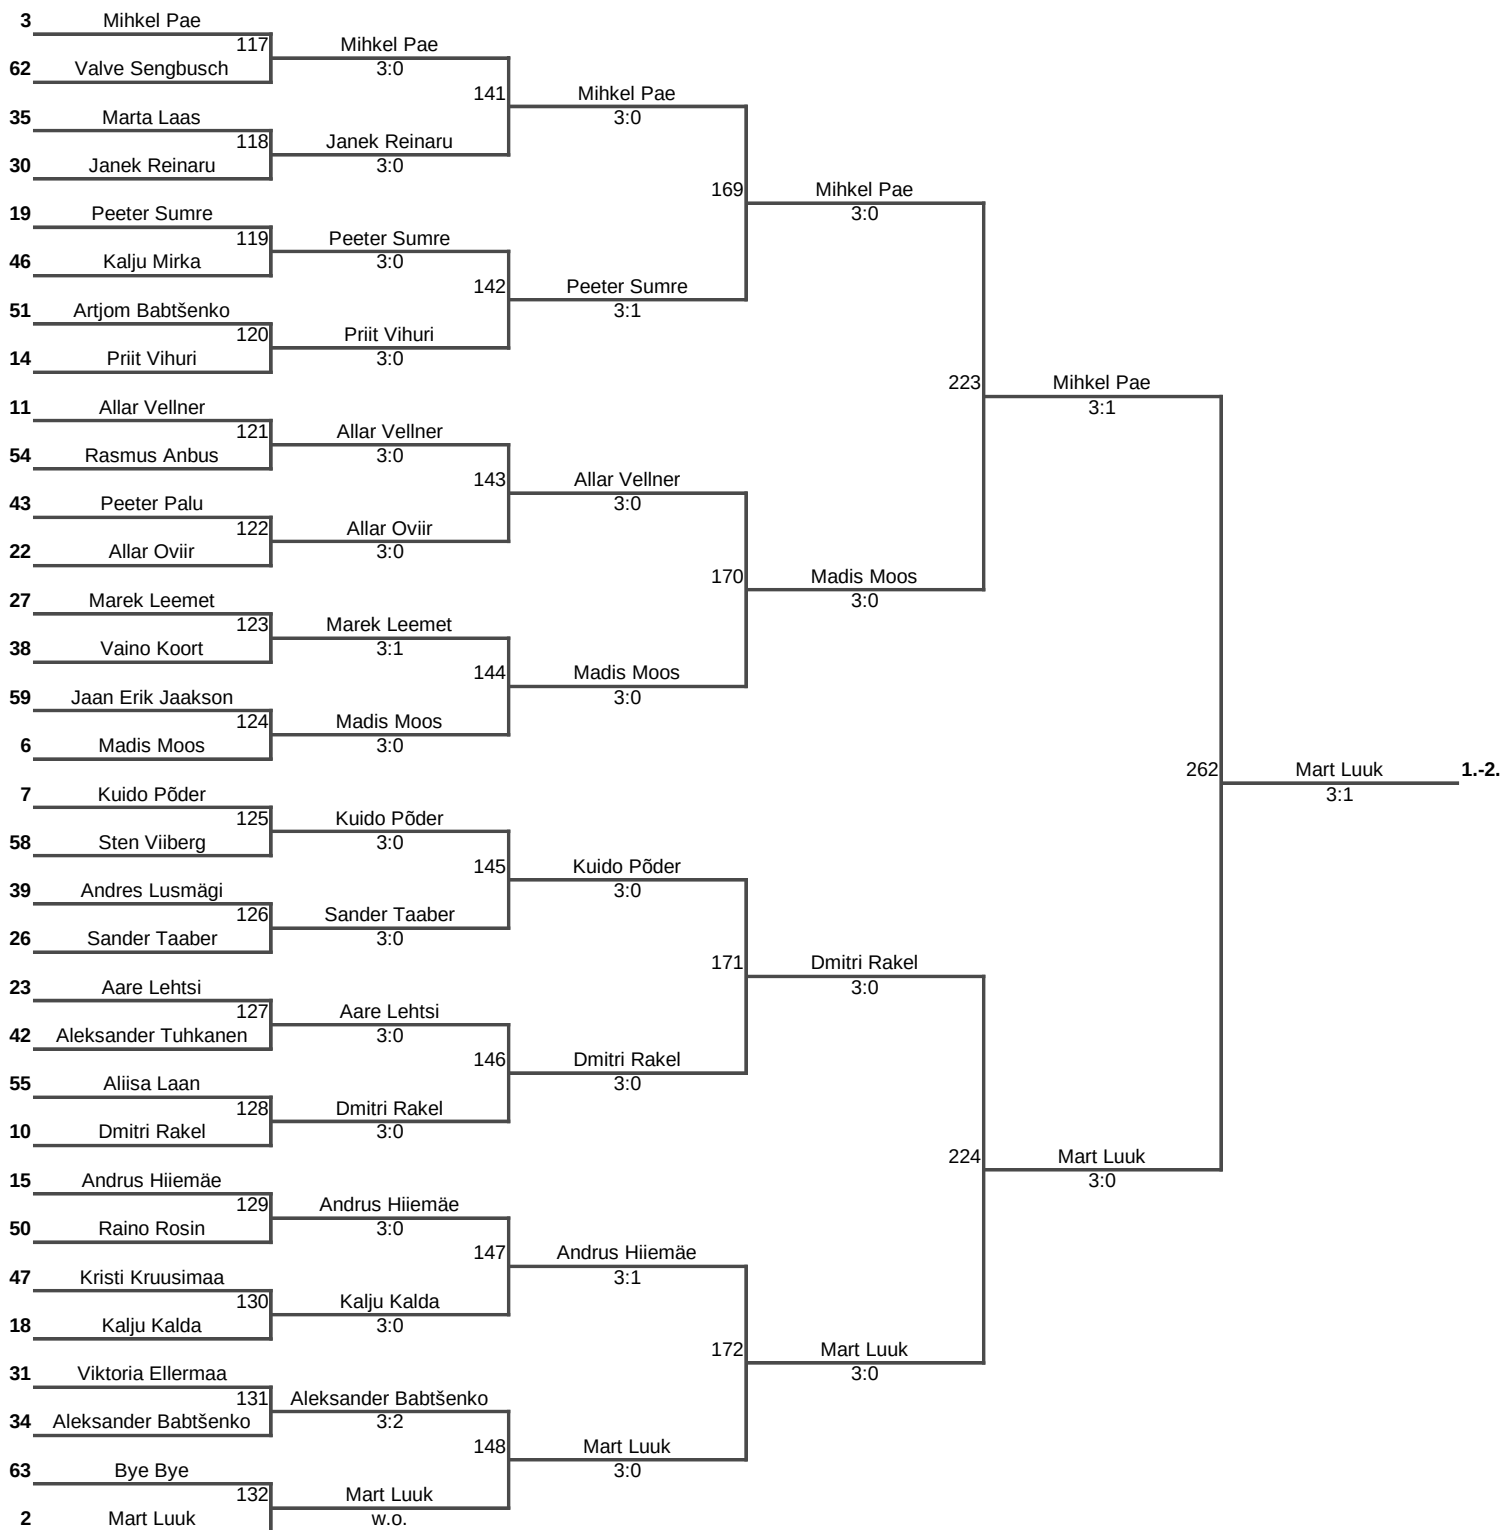 3 Mihkel Pae
117 Mihkel Pae
62 Valve Sengbusch 3:0
141 Mihkel Pae
35 Marta Laas 3:0
118 Janek Reinaru
30 Janek Reinaru 3:0
169 Mihkel Pae
19 Peeter Sumre 3:0
119 Peeter Sumre
46 Kalju Mirka 3:0
142 Peeter Sumre
51 Artjom Babtšenko 3:1
120 Priit Vihuri
14 Priit Vihuri 3:0
223 Mihkel Pae
11 Allar Vellner 3:1
121 Allar Vellner
54 Rasmus Anbus 3:0
143 Allar Vellner
43 Peeter Palu 3:0
122 Allar Oviir
22 Allar Oviir 3:0
170 Madis Moos
27 Marek Leemet 3:0
123 Marek Leemet
38 Vaino Koort 3:1
144 Madis Moos
59 Jaan Erik Jaakson 3:0
124 Madis Moos
6 Madis Moos 3:0
262 Mart Luuk 1.-2.
7 Kuido Põder 3:1
125 Kuido Põder
58 Sten Viiberg 3:0
145 Kuido Põder
39 Andres Lusmägi 3:0
126 Sander Taaber
26 Sander Taaber 3:0
171 Dmitri Rakel
23 Aare Lehtsi 3:0
127 Aare Lehtsi
42 Aleksander Tuhkanen 3:0
146 Dmitri Rakel
55 Aliisa Laan 3:0
128 Dmitri Rakel
10 Dmitri Rakel 3:0
224 Mart Luuk
15 Andrus Hiiemäe 3:0
129 Andrus Hiiemäe
50 Raino Rosin 3:0
147 Andrus Hiiemäe
47 Kristi Kruusimaa 3:1
130 Kalju Kalda
18 Kalju Kalda 3:0
172 Mart Luuk
31 Viktoria Ellermaa 3:0
131 Aleksander Babtšenko
34 Aleksander Babtšenko 3:2
148 Mart Luuk
63 Bye Bye 3:0
132 Mart Luuk
2 Mart Luuk w.o.